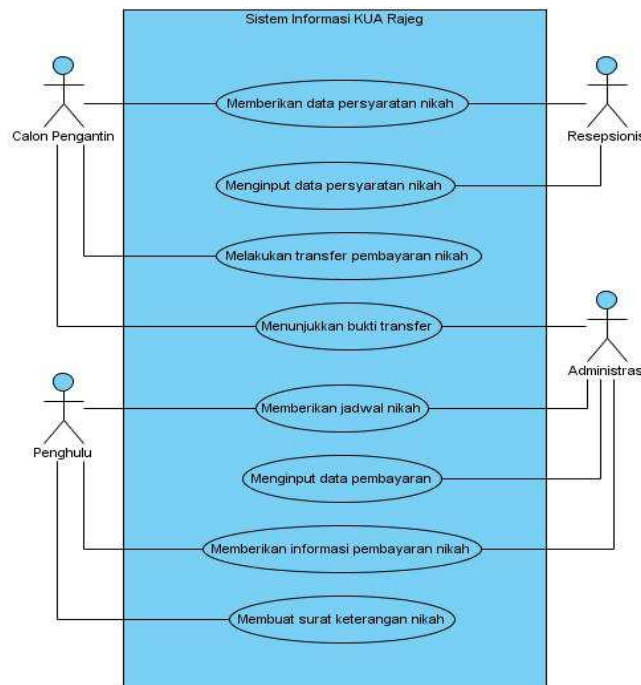 Sistem Informasi KUA Rajeg
Memberikan data persyaratan nikah
Calon Pengantin
Resepsionis
Menginput data persyaratan nikah
Melakukan transfer pembayaran nikah
Menunjukkan bukti transfer
Administras
Memberikan jadwal nikah
Penghulu
Menginput data pembayaran
Memberikan informasi pembayaran nikah
Membuat surat keterangan nikah